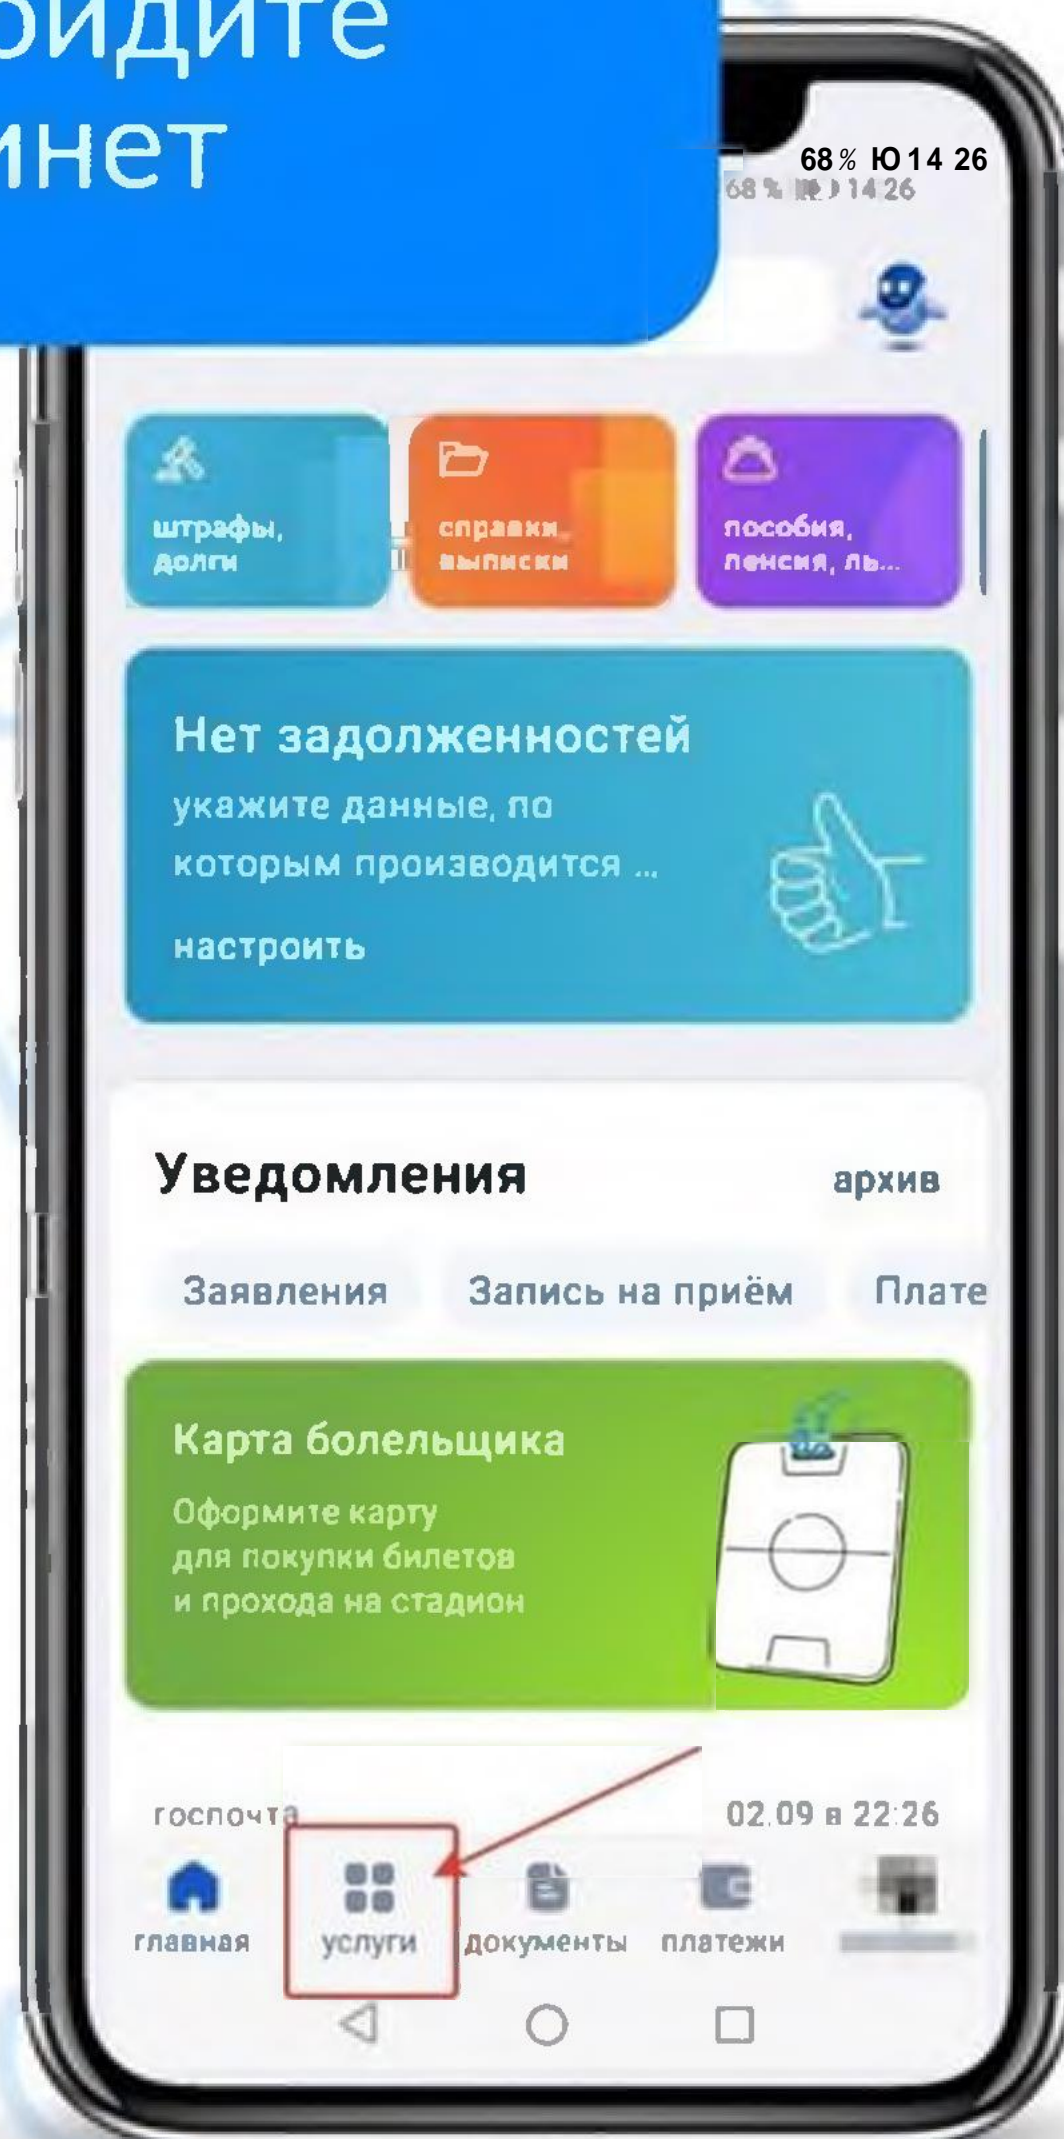 ойдите
инет
68% Ю14 26
68% 14 26
штрафы,
долги
справки,
выписки
пособия,
пенсия, ль...
Нет задолженностей
укажите данные, по
которым производится ...
настроить
Уведомления
архив
Заявления
Запись на приём
Плате
Карта болельщика
Оформите карту
для покупки билетов
и прохода на стадион
госпочта
02.09 в 22:26
главная
услуги
документы
платежи